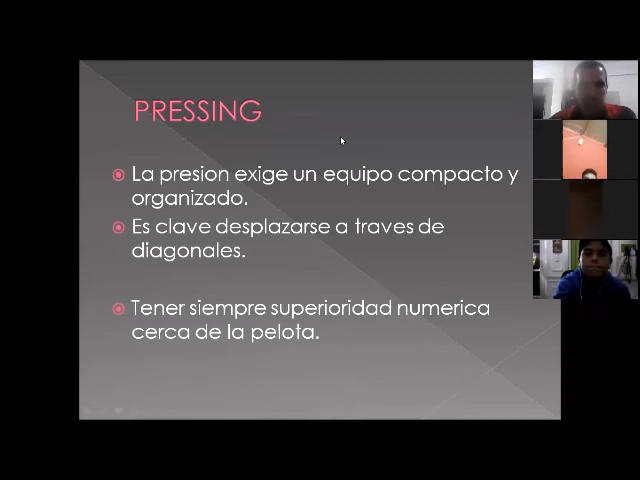 PRESSING
La presion exige un equipo compacto y
organizado.
Es clave desplazarse a traves de
diagonales.
Tener siempre superioridad numerica
cerca de la pelota.